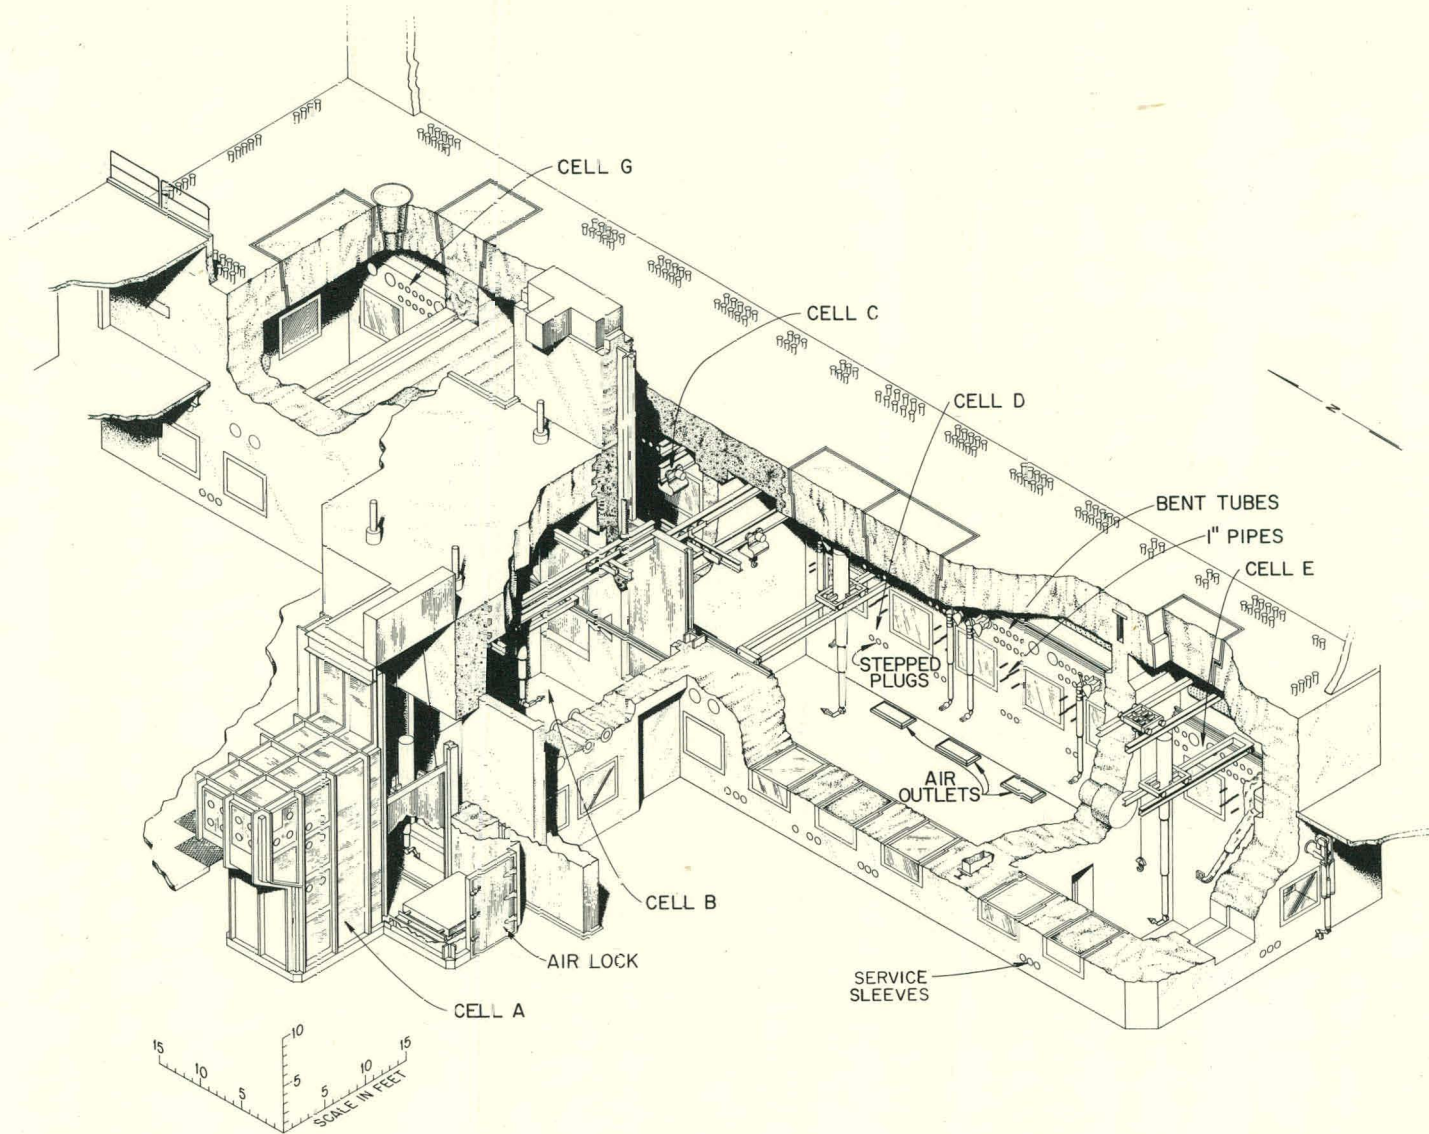 CELL G
CELL C
CELL D
N
BENT TUBES
1" PIPES
CELL E
STEPPED
PLUGS
AIR
OUTLETS
CELL B
AIR LOCK
SERVICE
SLEEVES
CELL A
15
10
5
10
5
5
10
15
SCALE IN FEET